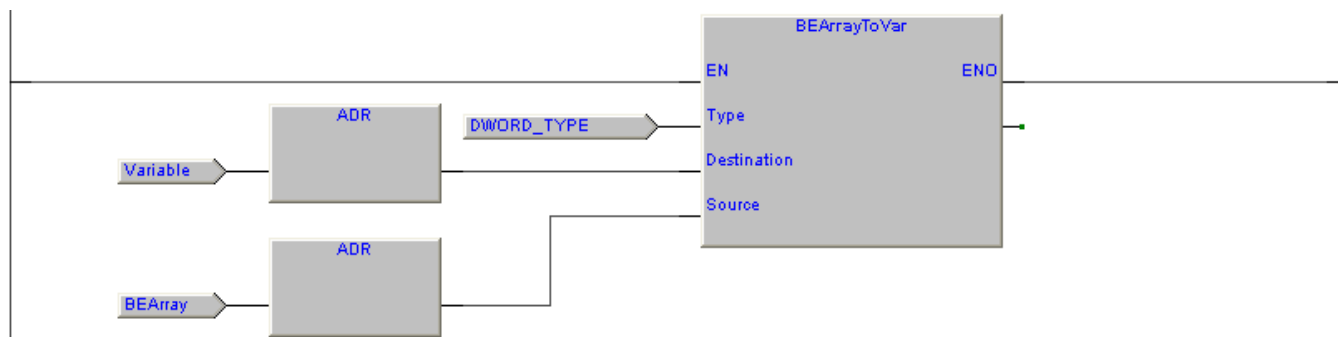 BEArrayToVar
EN ENO
ADR
DWORD_TYPE
Type
Variable
Destination
Source
ADR
BEArray